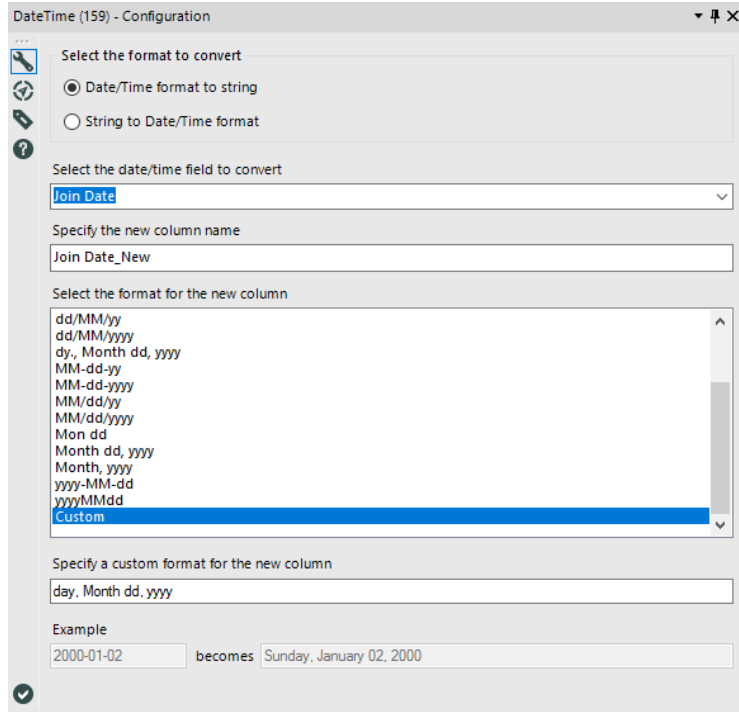 DateTime (159) - Configuration
Select the format to convert
Date/Time format to string
String to Date/Time format
Select the date/time field to convert
Join Date
Specify the new column name
Join Date_New
Select the format for the new column
dd/MM/yy
dd/MM/yyyy
dy., Month dd, yyyy
MM-dd-yy
MM-dd-yyyy
MM/dd/yy
MM/dd/yyyy
Mon dd
Month dd, yyyy
Month, yyyy
yyyy-MM-dd
yyyyMMdd
Custom
Specify a custom format for the new column
day, Month dd, yyyy
Example
2000-01-02 becomes Sunday, January 02, 2000